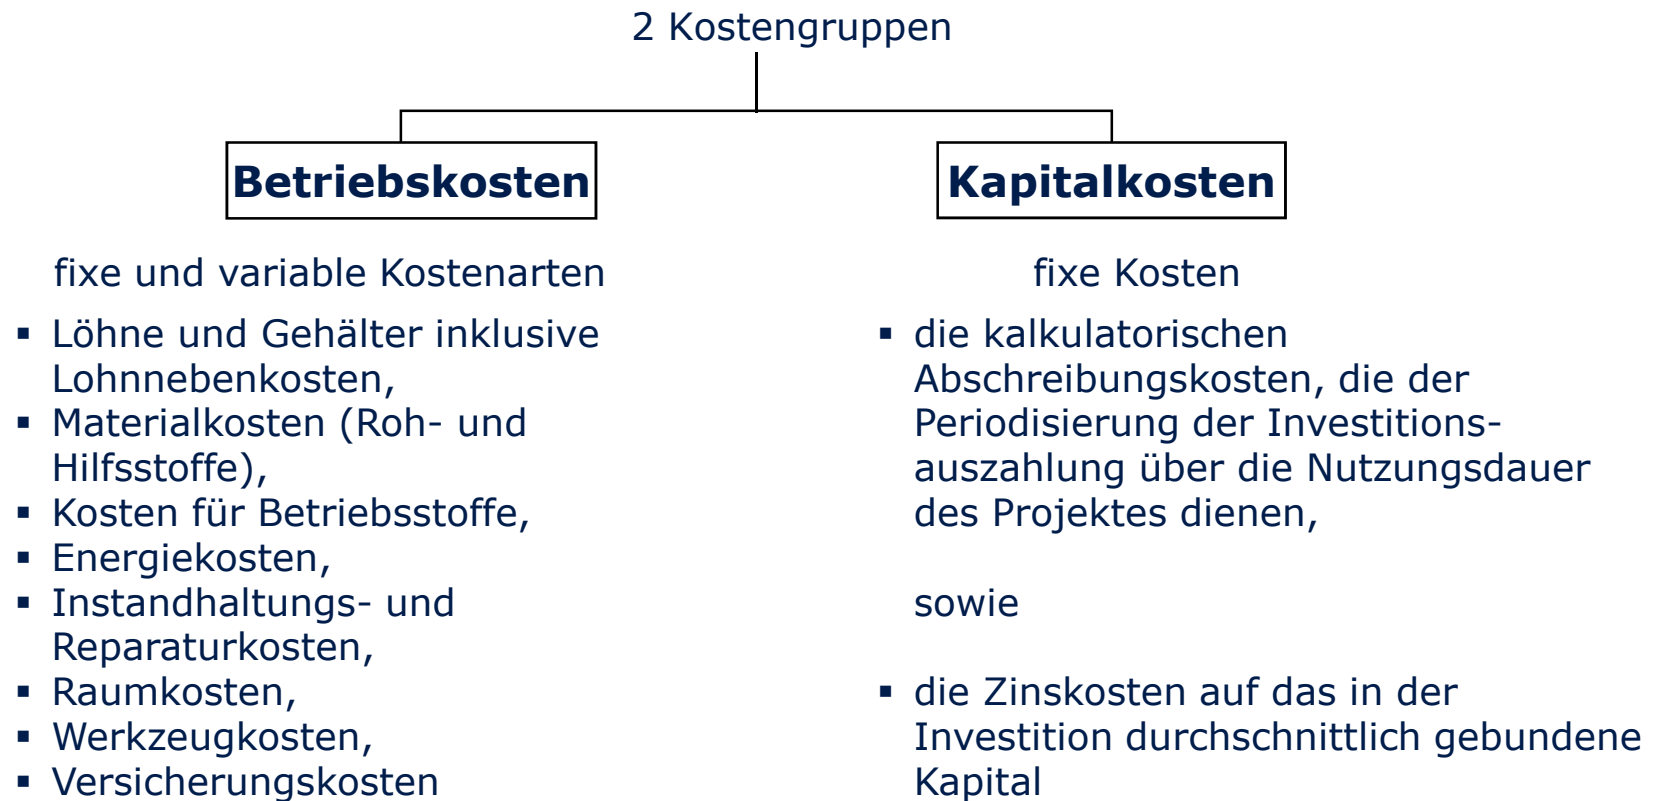 2 Kostengruppen
Betriebskosten
fixe und variable Kostenarten
▪ Löhne und Gehälter inklusive
Lohnnebenkosten,
▪ Materialkosten (Roh- und
Hilfsstoffe),
▪ Kosten für Betriebsstoffe,
▪ Energiekosten,
▪ Instandhaltungs- und
Reparaturkosten,
▪ Raumkosten,
▪ Werkzeugkosten,
▪ Versicherungskosten
Kapitalkosten
fixe Kosten
▪ die kalkulatorischen
Abschreibungskosten, die der
Periodisierung der Investitions-
auszahlung über die Nutzungsdauer
des Projektes dienen,
sowie
▪ die Zinskosten auf das in der
Investition durchschnittlich gebundene
Kapital